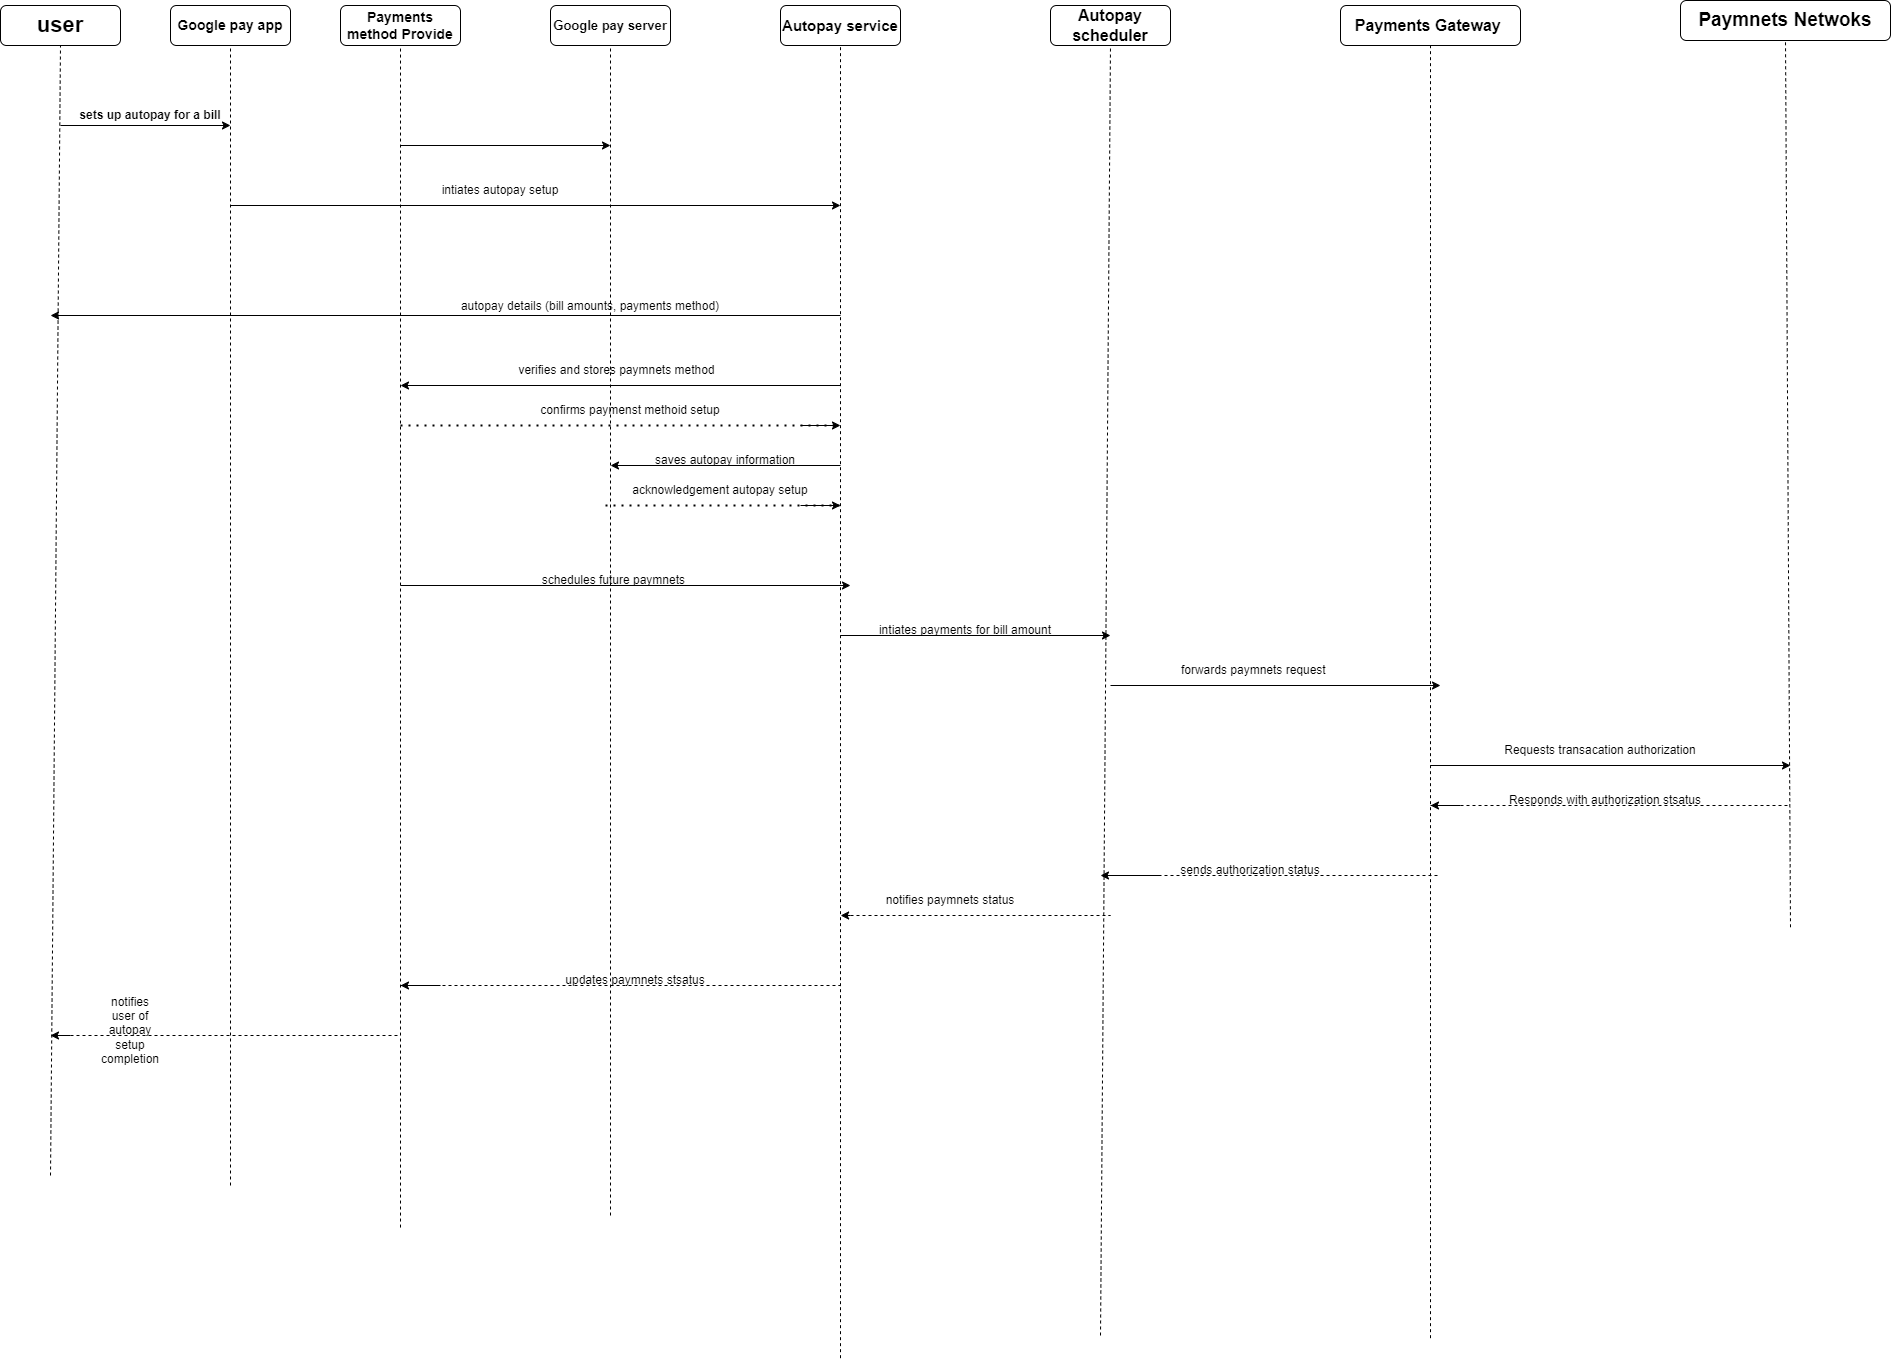 user
Google pay app
Payments
method Provide
Google pay server
Autopay service
Autopay
scheduler
Payments Gateway
Paymnets Netwoks
sets up autopay for a bill
intiates autopay setup
autopay details (bill amounts, payments method)
verifies and stores paymnets method
confirms paymenst methoid setup
saves autopay information
acknowledgement autopay setup
schedules future paymnets
intiates payments for bill amount
forwards paymnets request
Requests transacation authorization
Responds with authorization stsatus
sends authorization status
notifies paymnets status
updates paymnets stsatus
notifies
user of
autopay
setup
completion